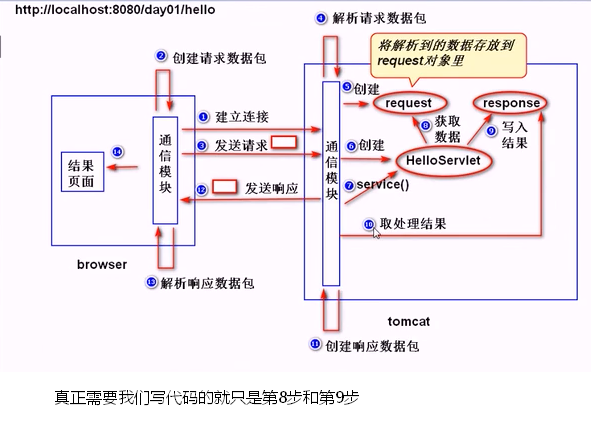 http://localhost:8080/day01/hello
④ 解析请求数据包
② 创建请求数据包
将解析到的数据存放到
request对象里
⑤创建
request
response
① 建立连接
⑧ 获取
数据
⑨ 写入
结果
③ 发送请求
⑥ 创建
HelloServlet
⑭
结果
页面
通信模块
通信模块
⑦service()
⑫ 发送响应
⑩ 取处理结果
browser
⑬解析响应数据包
tomcat
⑪ 创建响应数据包
真正需要我们写代码的就只是第8步和第9步